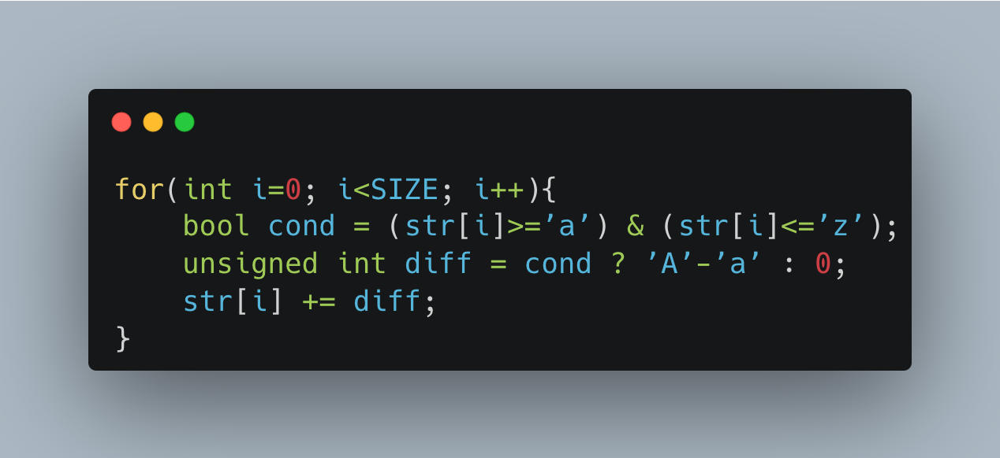 for(int i=0; i<SIZE; i++){
    bool cond = (str[i]>=’a’) & (str[i]<=’z’);
    unsigned int diff = cond ? ’A’-’a’ : 0;
    str[i] += diff;
}